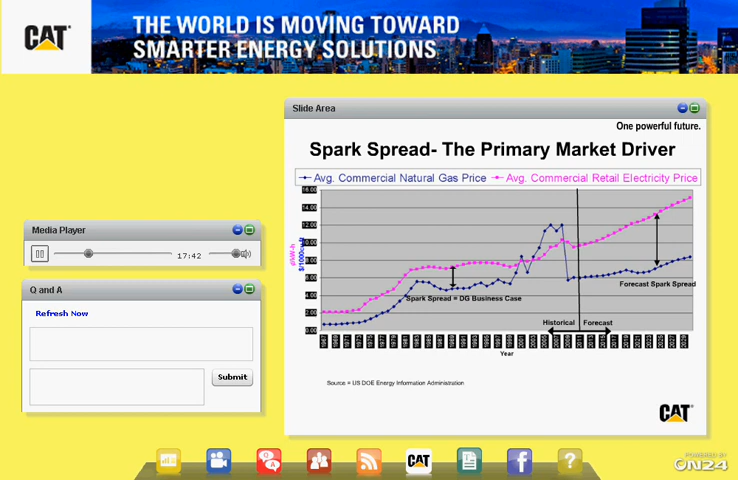 CAT
THE WORLD IS MOVING TOWARD
SMARTER ENERGY SOLUTIONS
Media Player
17:42
Q and A
Refresh Now
Submit
Slide Area
One powerful future.
Spark Spread- The Primary Market Driver
Avg. Commercial Natural Gas Price
Avg. Commercial Retail Electricity Price
16.00
14.00
12.00
10.00
8.00
6.00
4.00
2.00
0.00
Spark Spread = DG Business Case
Forecast Spark Spread
Historical
Forecast
Year
Source = US DOE Energy Information Administration
CAT
Q
A
CAT
f
?
POWERED BY
ON24